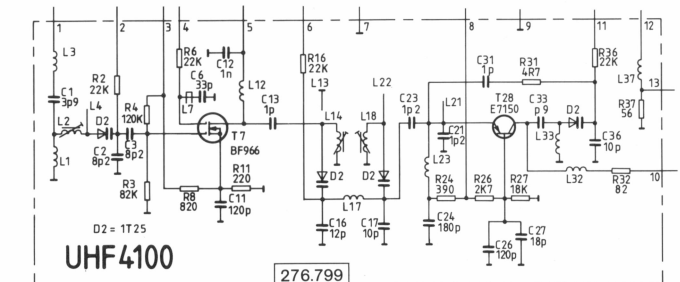 1 2 3 4 5 6 7 8 9 11 12
L3
R6
22K
C12
1n
R16
22K
C31
1p
R31
4R7
R36
22K
C1
3p9
R2
22K
C6
33p
L7
L12
L13
L22
L37
13
L4
R4
120K
C13
1p
C23
1p2
L21
T28
E7150
C33
p9
D2
R37
56
L2
D2
L14
L18
T7
BF966
C21
1p2
L33
C36
10p
L1
C2
8p2
C3
8p2
L23
R3
82K
R11
220
D2
D2
R24
390
R26
2K7
R27
18K
L32
R32
82
10
R8
820
C11
120p
L17
D2= 1T25
C16
12p
C17
10p
C24
180p
C26
120p
C27
18p
UHF4100
276.799